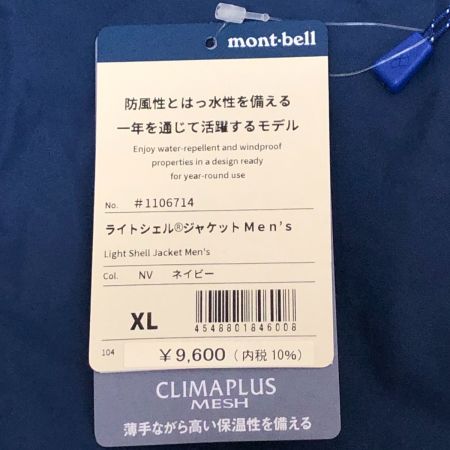 mont-bell
防風性とはっ水性を備える
一年を通じて活躍するモデル
Enjoy water-repellent and windproof
properties in a design ready
for year-round use
No. #1106714
ライトシェル®ジャケット Men's
Light Shell Jacket Men's
Col. NV ネイビー
XL
4548801846008
104
¥9,600 (内税10%)
CLIMAPLUS
MESH
薄手ながら高い保温性を備える